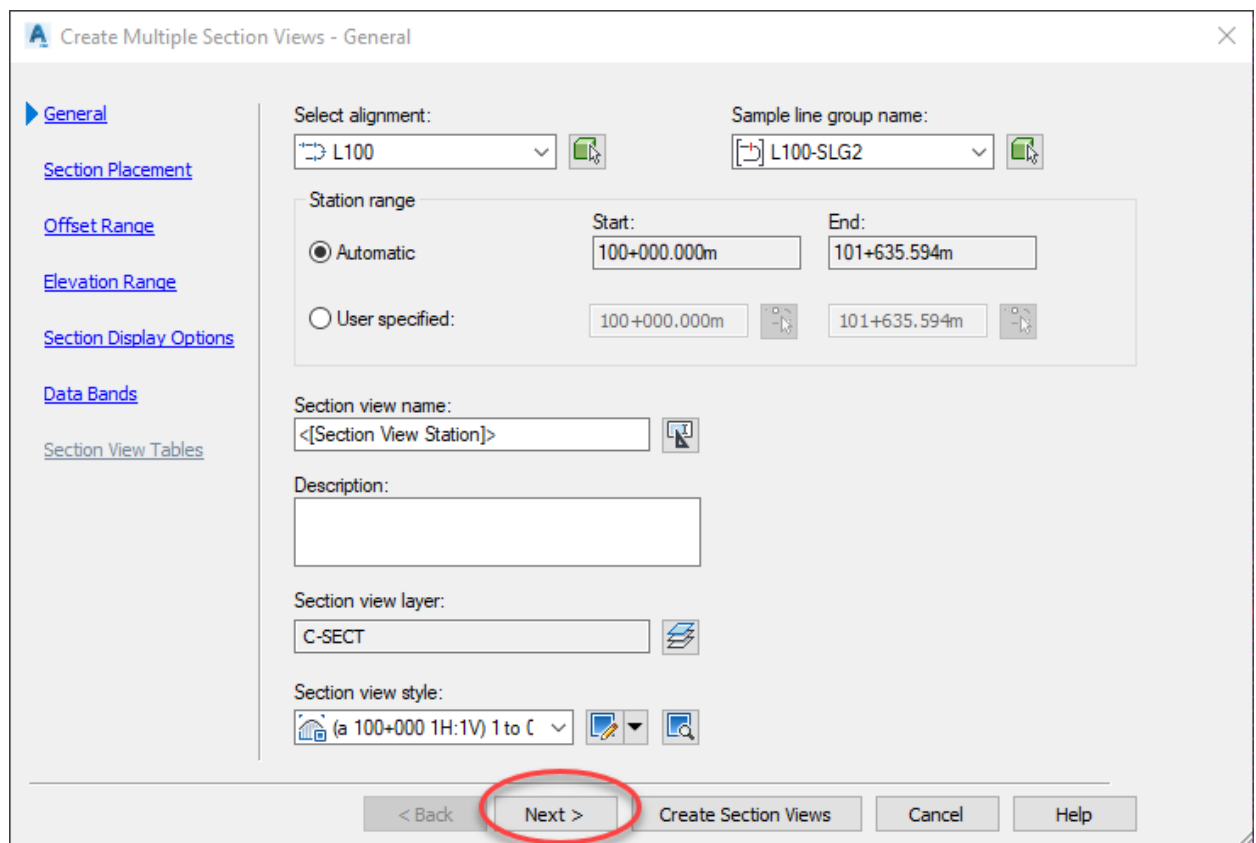 Create Multiple Section Views - General
General
Section Placement
Offset Range
Elevation Range
Section Display Options
Data Bands
Section View Tables
Select alignment:
L100
Sample line group name:
L100-SLG2
Station range
Start:
End:
Automatic
100+000.000m
101+635.594m
User specified:
100+000.000m
101+635.594m
Section view name:
<[Section View Station]>
Description:
Section view layer:
C-SECT
Section view style:
(a 100+000 1H:1V) 1 to
< Back
Next >
Create Section Views
Cancel
Help